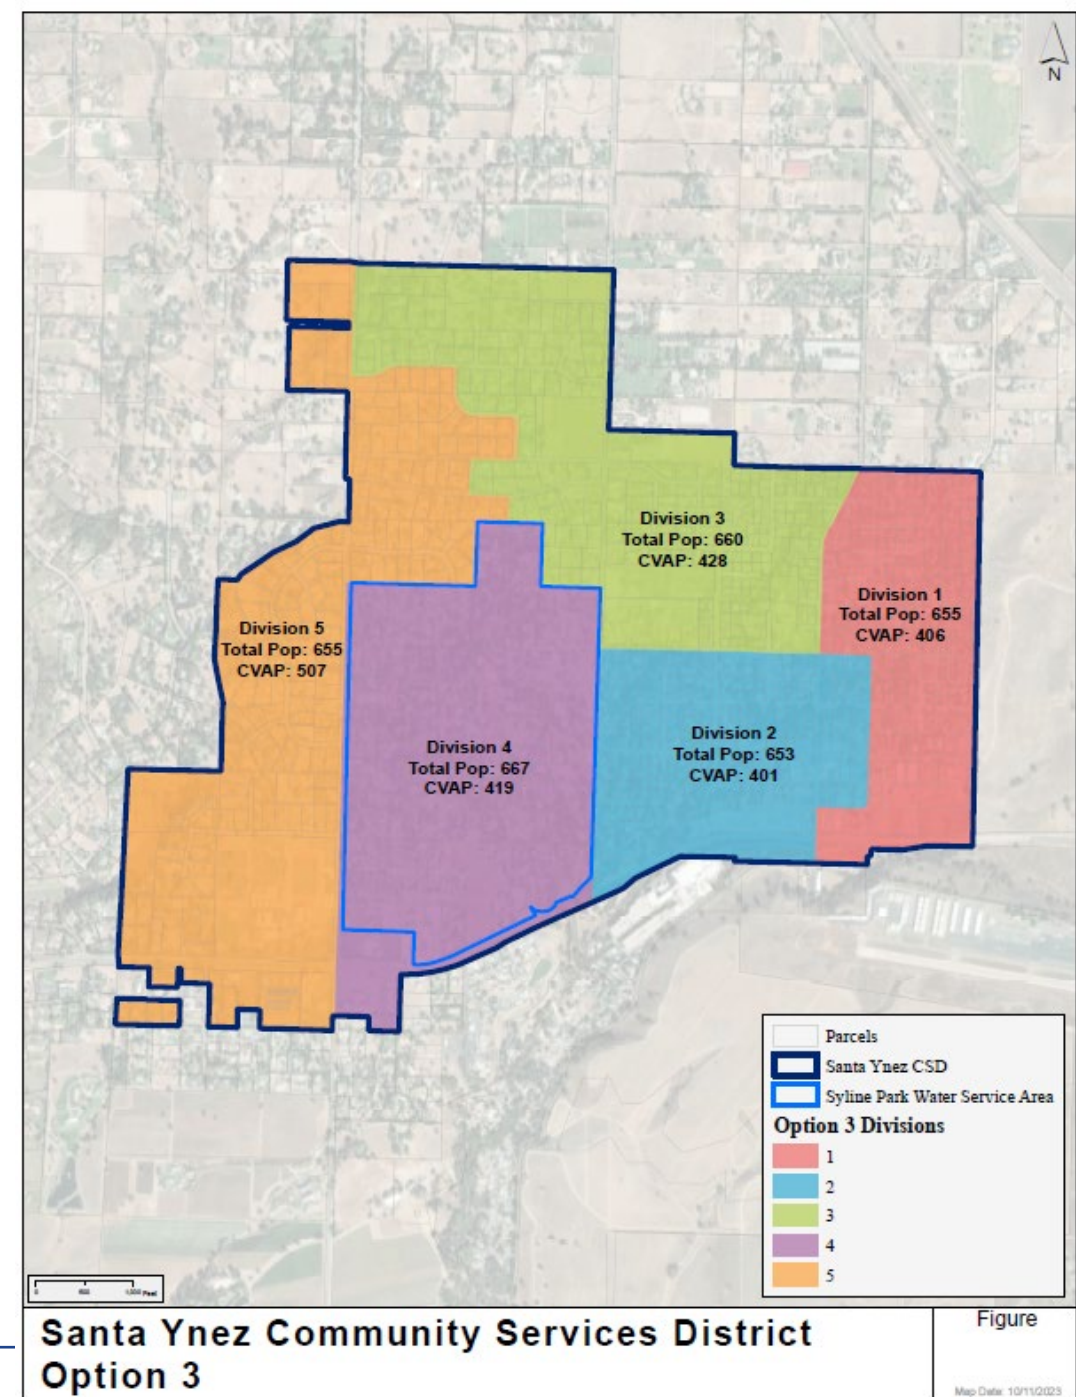 N
Division 3
Total Pop: 660
CVAP: 428
Division 1
Total Pop: 655
CVAP: 406
Division 5
Total Pop: 655
CVAP: 507
Division 2
Total Pop: 653
CVAP: 401
Division 4
Total Pop: 667
CVAP: 419
Parcels
Santa Ynez CSD
Syline Park Water Service Area
Option 3 Divisions
1
2
3
4
5
0 Feet
Santa Ynez Community Services District
Option 3
Figure
Map Date: 10/11/2023